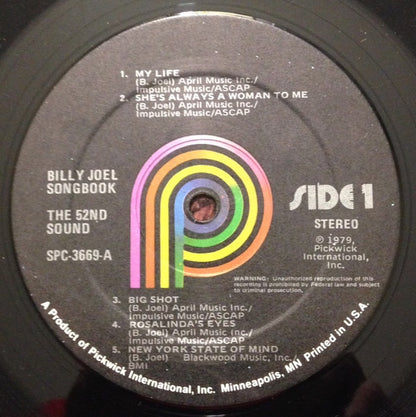 1. MY LIFE
(B. Joel) April Music Inc./
Impulsive Music/ASCAP
2. SHE'S ALWAYS A WOMAN TO ME
(B. Joel) April Music Inc./
Impulsive Music/ASCAP
BILLY JOEL
SONGBOOK
THE 52ND
SOUND
SPC-3669-A
SIDE 1
STEREO
℗ 1979,
Pickwick
International,
Inc.
WARNING: Unauthorized reproduction of this
recording is prohibited by Federal law and subject
to criminal prosecution.
3. BIG SHOT
(B. Joel) April Music Inc./
Impulsive Music/ASCAP
4. ROSALINDA'S EYES
(B. Joel) April Music Inc./
Impulsive Music/ASCAP
5. NEW YORK STATE OF MIND
(B. Joel) Blackwood Music, Inc./
BMI
A Product of Pickwick International, Inc. Minneapolis, MN Printed in U.S.A.